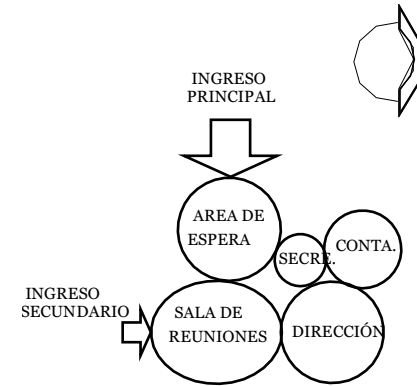 INGRESO
PRINCIPAL
AREA DE
ESPERA
SECRE.
CONTA.
INGRESO
SECUNDARIO
SALA DE
REUNIONES
DIRECCIÓN